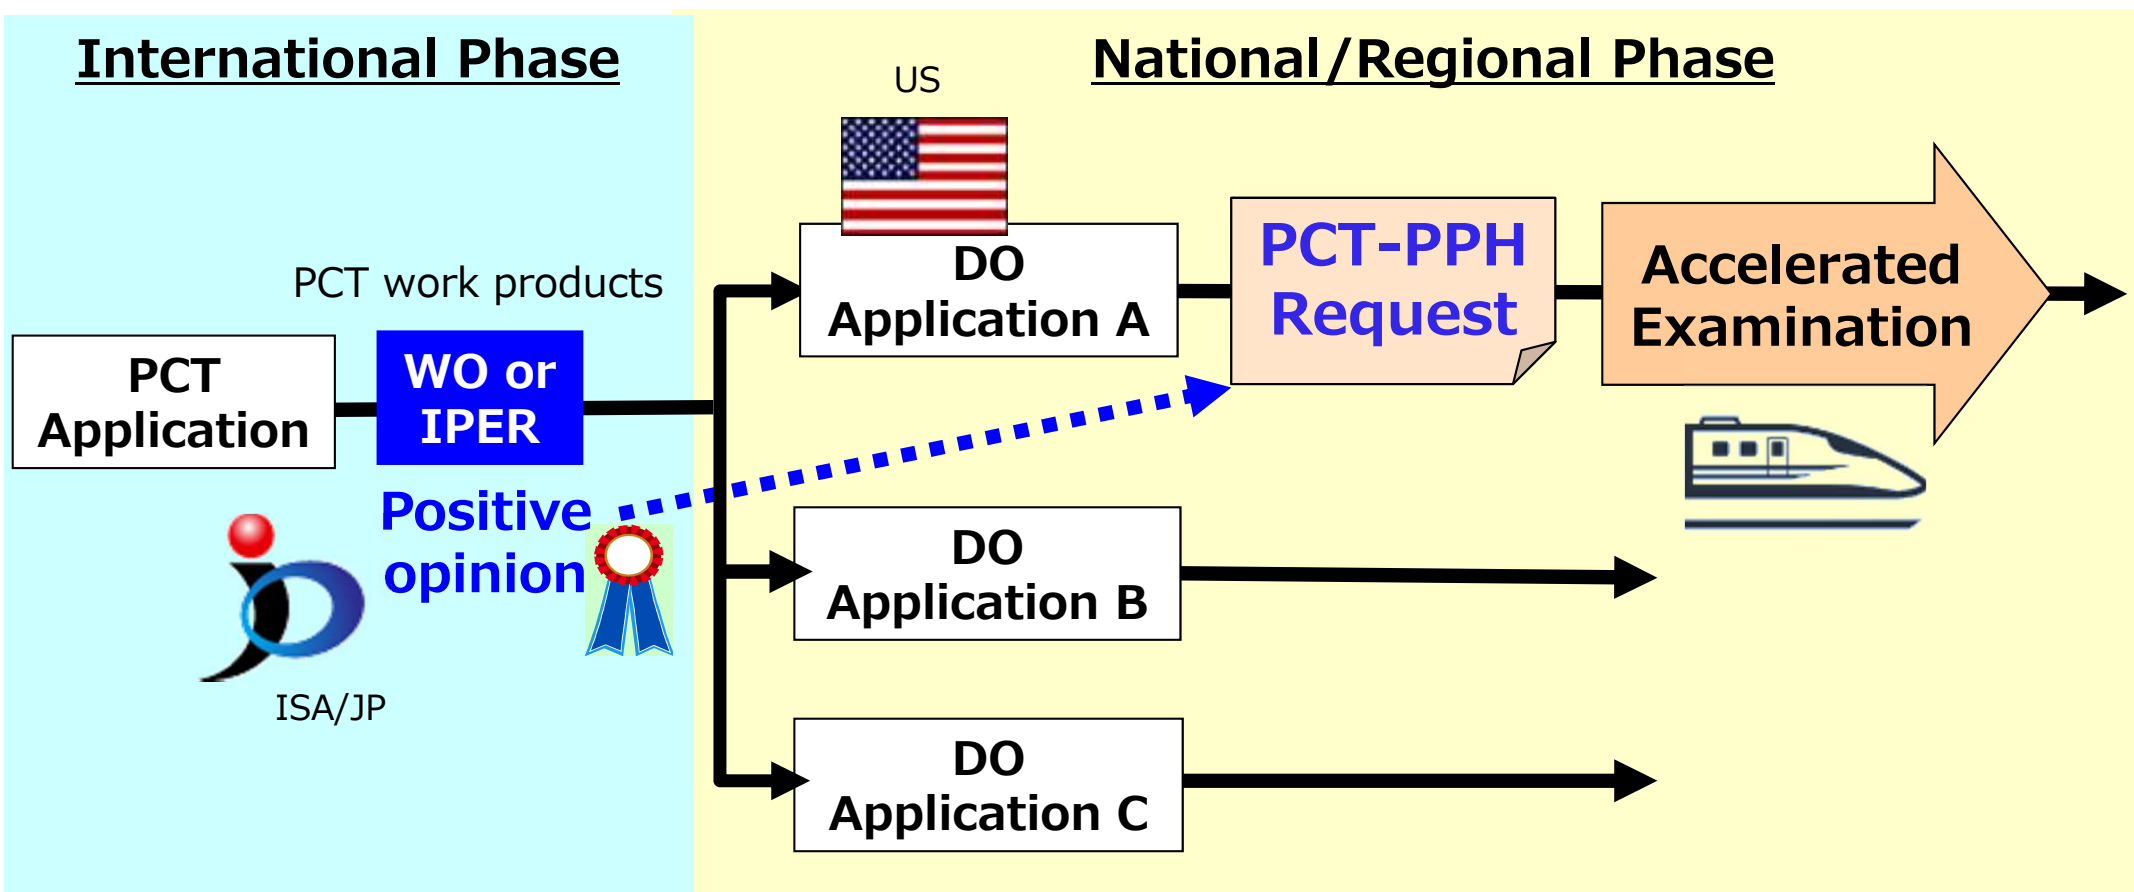 International Phase
National/Regional Phase
US
PCT work products
PCT
Application
WO or
IPER
Positive
opinion
ISA/JP
DO
Application A
PCT-PPH
Request
Accelerated
Examination
DO
Application B
DO
Application C